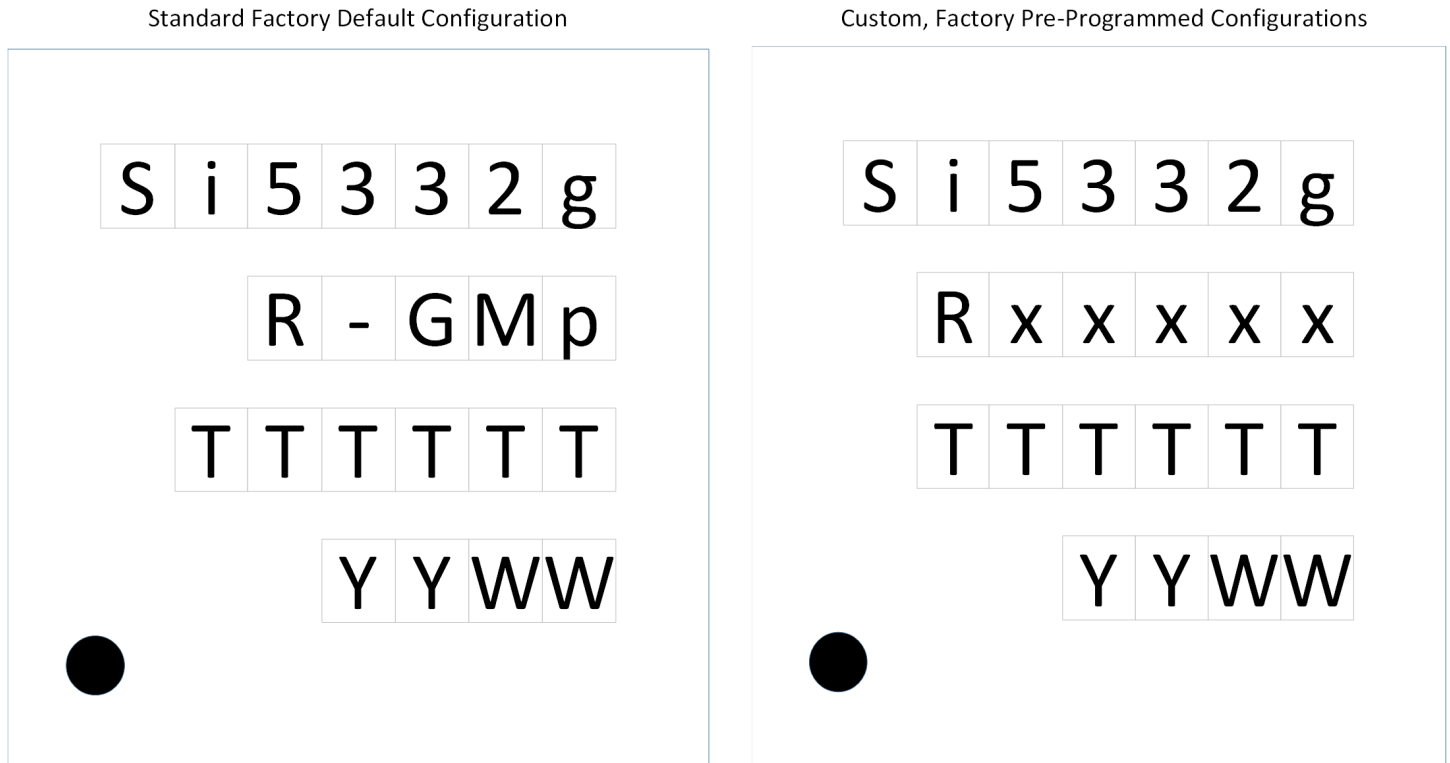 Standard Factory Default Configuration
Si5332g
R-GMp
TTTTTT
YYWW
Custom, Factory Pre-Programmed Configurations
Si5332g
Rxxxxx
TTTTTT
YYWW